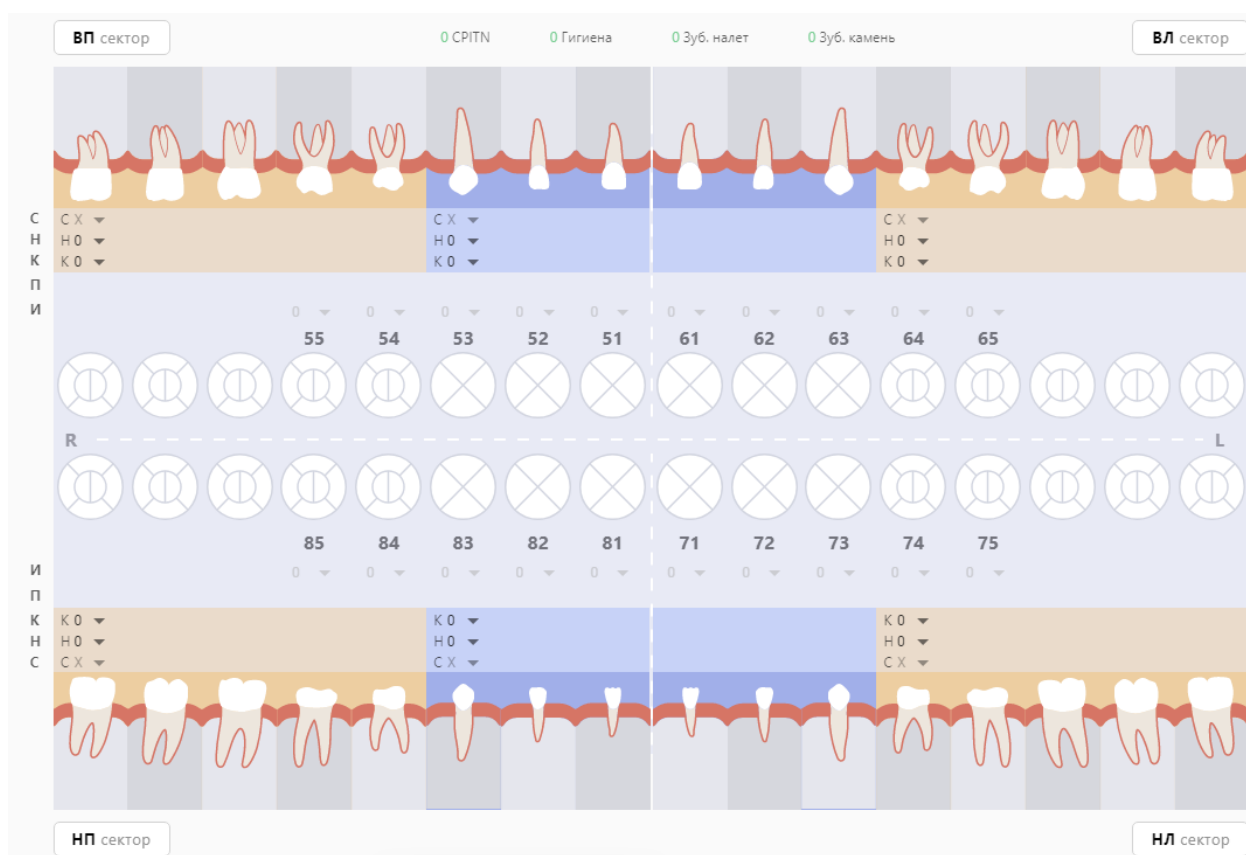 ВП сектор 0 CPITN 0 Гигиена 0 Зуб. налет 0 Зуб. камень ВЛ сектор
С С X С X С X
Н Н 0 Н 0 Н 0
К К 0 К 0 К 0
П
И 0 0 0 0 0 0 0 0 0 0
55 54 53 52 51 61 62 63 64 65
R L
85 84 83 82 81 71 72 73 74 75
И 0 0 0 0 0 0 0 0 0 0
П
К К 0 К 0 К 0
Н Н 0 Н 0 Н 0
С С X С X С X
НП сектор НЛ сектор